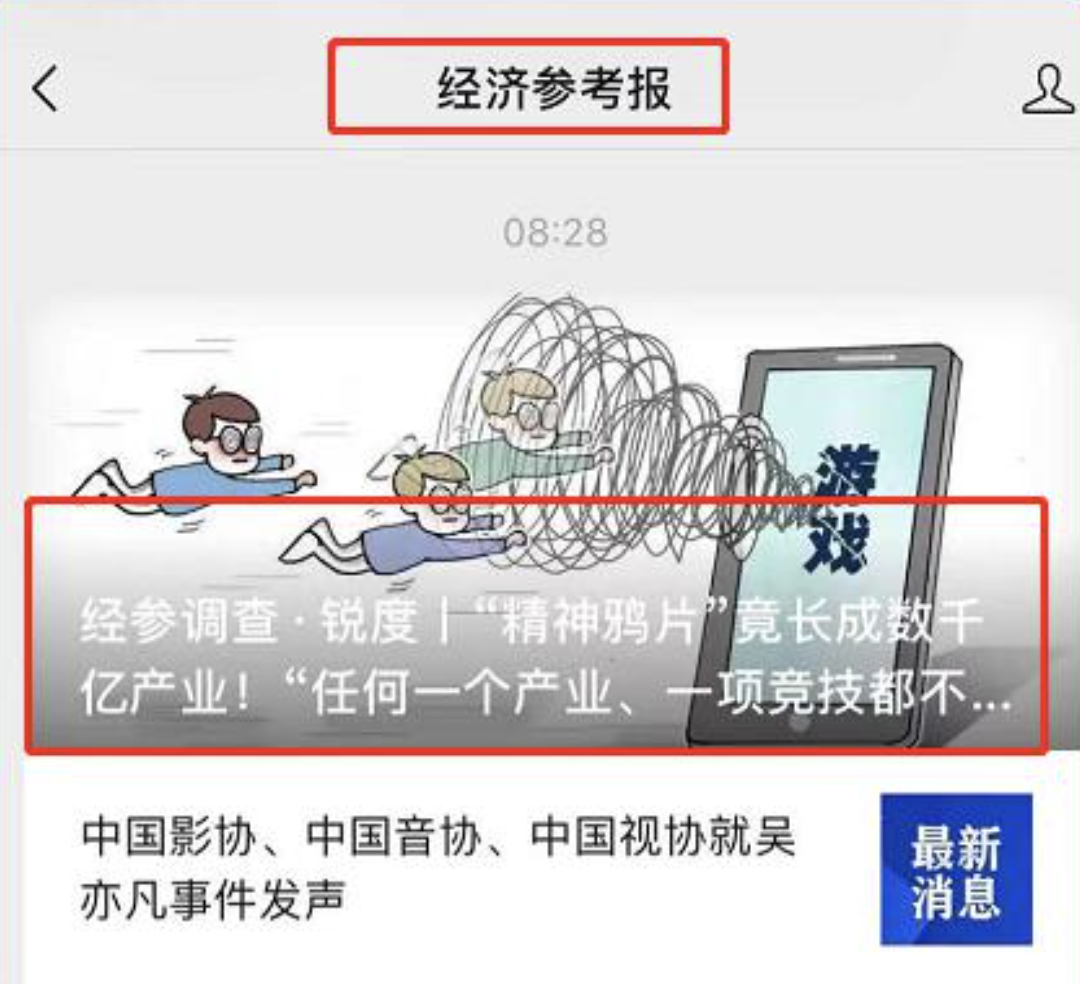 经济参考报
08:28
游
戏
经参调查·锐度丨“精神鸦片”竟长成数千
亿产业！“任何一个产业、一项竞技都不...
中国影协、中国音协、中国视协就吴
亦凡事件发声
最新
消息